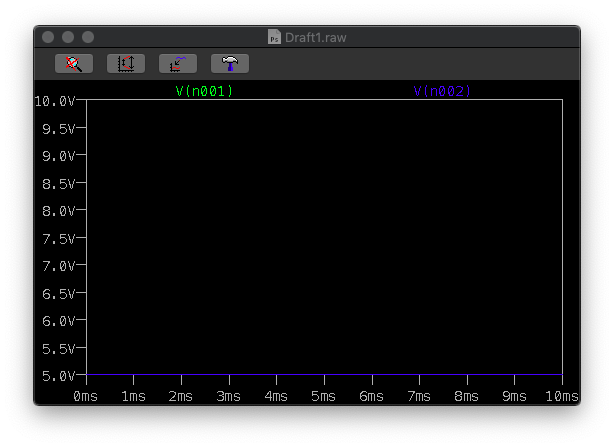 Draft1.raw
V(n001) V(n002)
10.0V
9.5V
9.0V
8.5V
8.0V
7.5V
7.0V
6.5V
6.0V
5.5V
5.0V
0ms 1ms 2ms 3ms 4ms 5ms 6ms 7ms 8ms 9ms 10ms